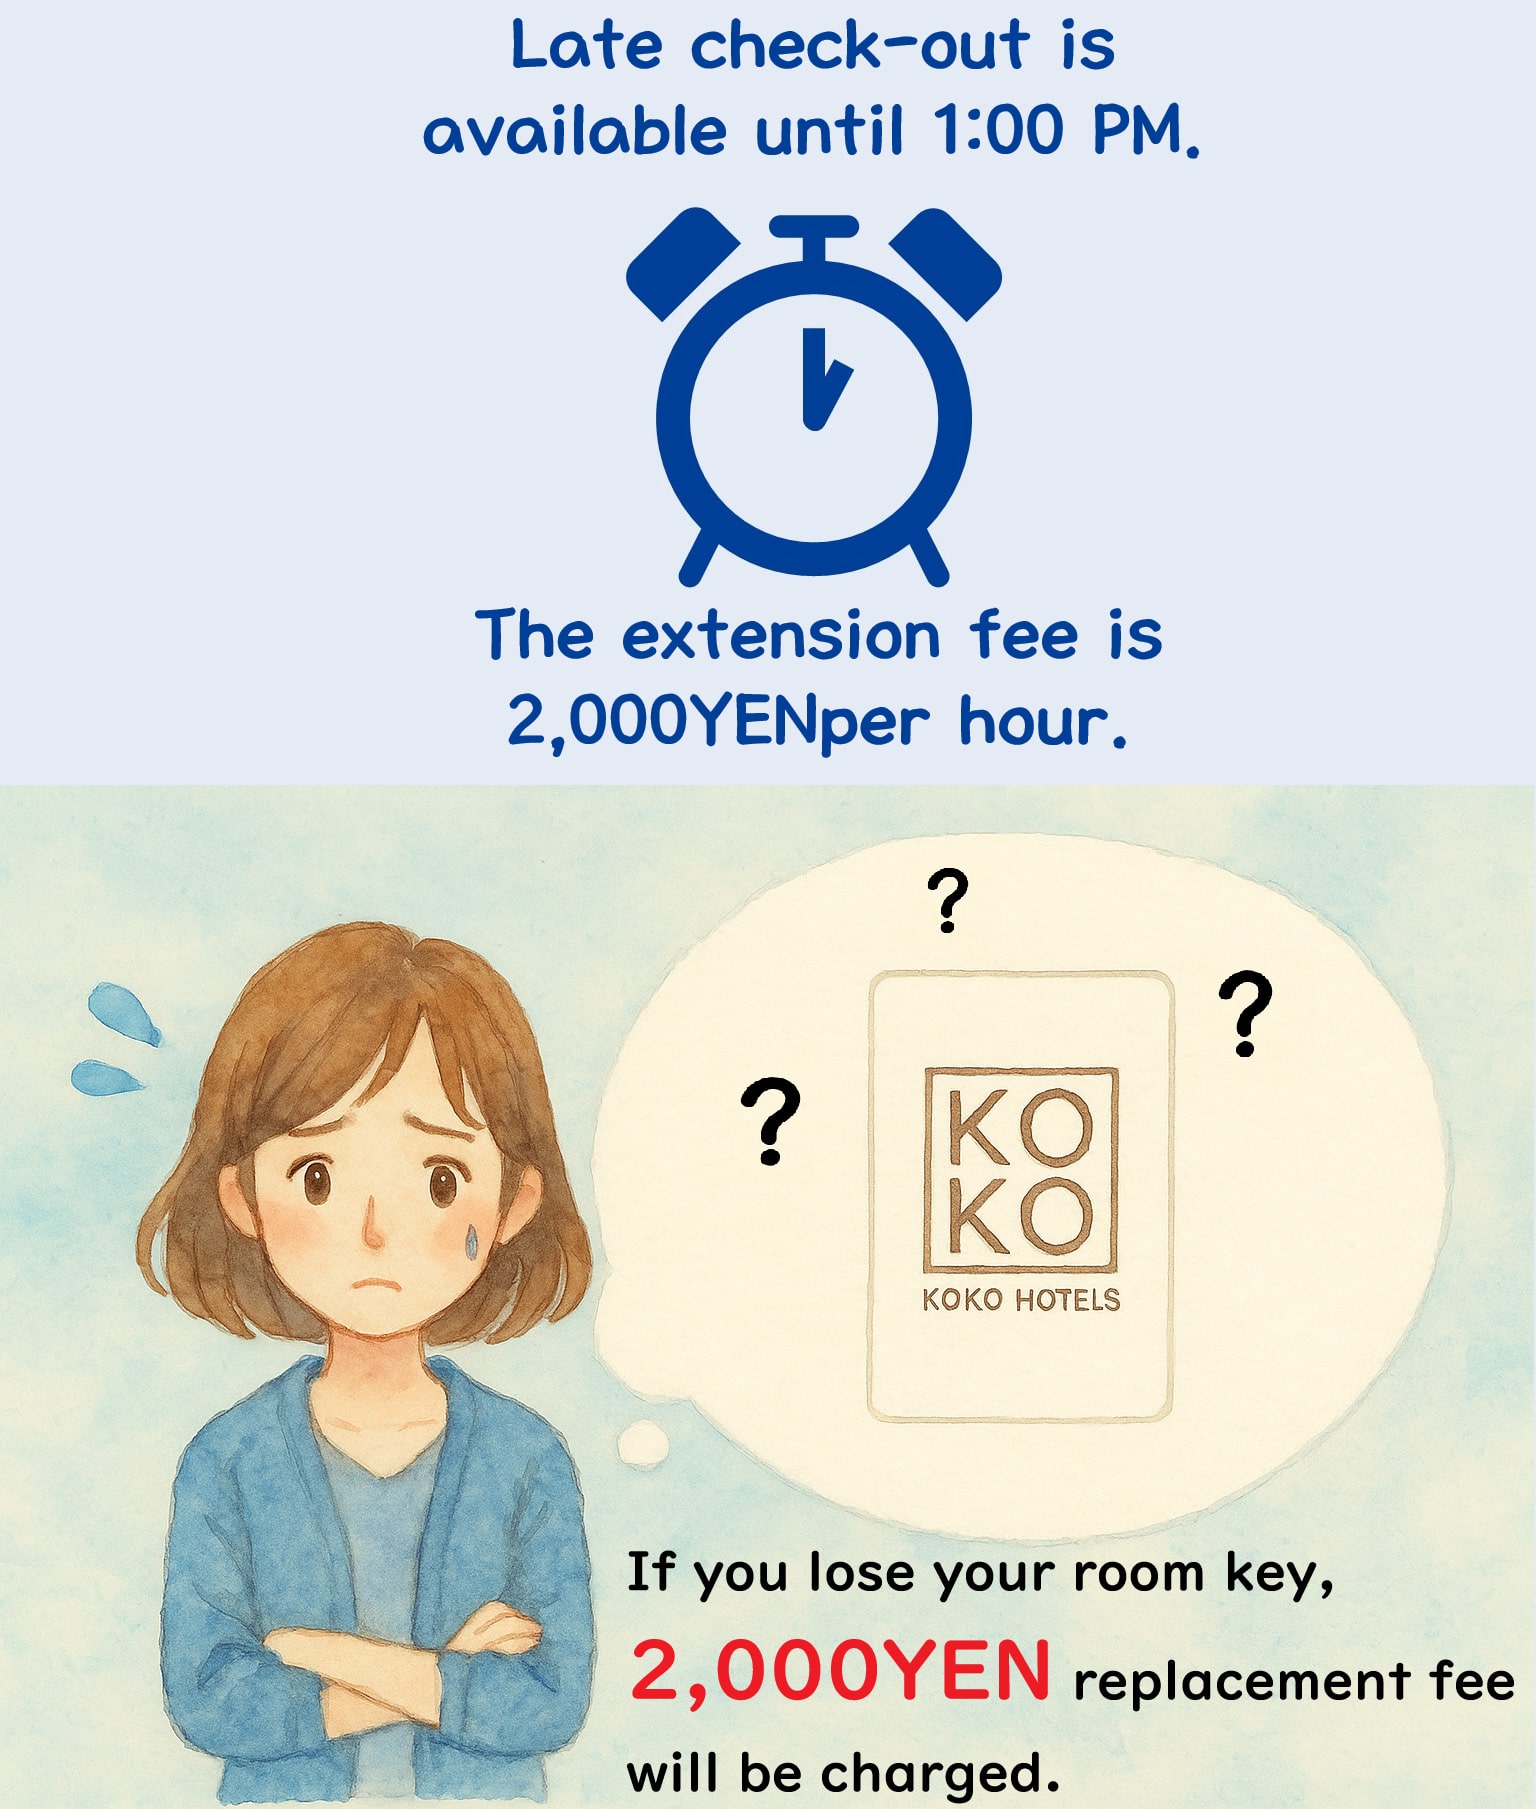 Late check-out is
available until 1:00 PM.
The extension fee is
2,000YENper hour.
?
?
?
KO
KO
KOKO HOTELS
If you lose your room key,
2,000YEN replacement fee
will be charged.